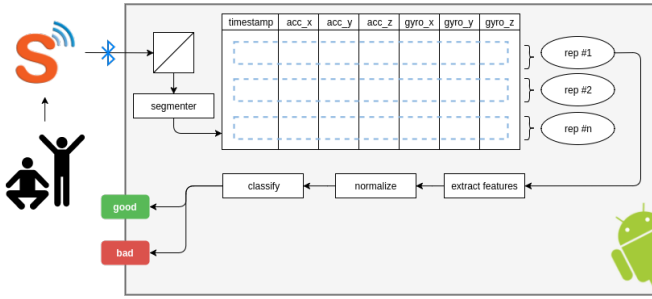 S
timestamp acc_x acc_y acc_z gyro_x gyro_y gyro_z
rep #1
rep #2
segmenter
rep #n
classify normalize extract features
good
bad